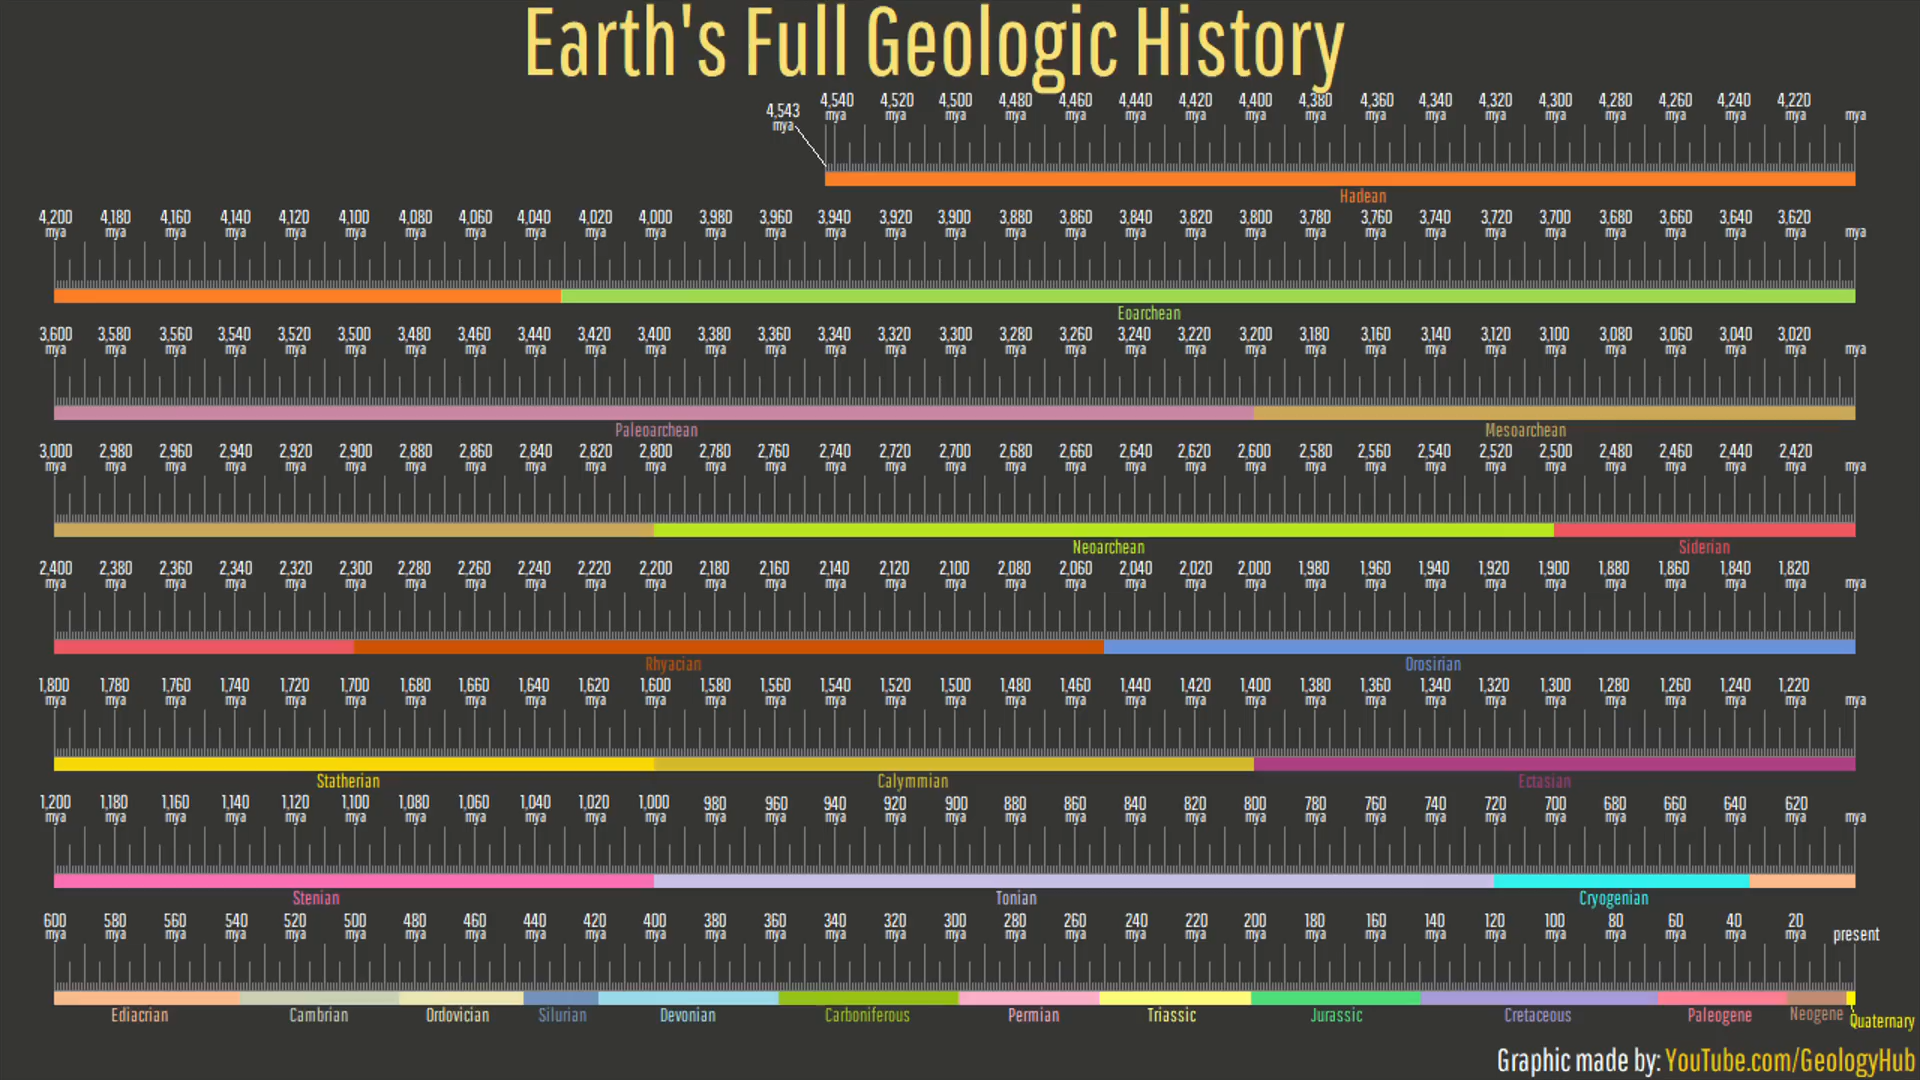 Earth's Full Geologic History
4,543 4,540 4,520 4,500 4,480 4,460 4,440 4,420 4,400 4,380 4,360 4,340 4,320 4,300 4,280 4,260 4,240 4,220
mya mya mya mya mya mya mya mya mya mya mya mya mya mya mya mya mya mya mya
Hadean
4,200 4,180 4,160 4,140 4,120 4,100 4,080 4,060 4,040 4,020 4,000 3,980 3,960 3,940 3,920 3,900 3,880 3,860 3,840 3,820 3,800 3,780 3,760 3,740 3,720 3,700 3,680 3,660 3,640 3,620
mya mya mya mya mya mya mya mya mya mya mya mya mya mya mya mya mya mya mya mya mya mya mya mya mya mya mya mya mya mya mya
Eoarchean
3,600 3,580 3,560 3,540 3,520 3,500 3,480 3,460 3,440 3,420 3,400 3,380 3,360 3,340 3,320 3,300 3,280 3,260 3,240 3,220 3,200 3,180 3,160 3,140 3,120 3,100 3,080 3,060 3,040 3,020
mya mya mya mya mya mya mya mya mya mya mya mya mya mya mya mya mya mya mya mya mya mya mya mya mya mya mya mya mya mya mya
Paleoarchean Mesoarchean
3,000 2,980 2,960 2,940 2,920 2,900 2,880 2,860 2,840 2,820 2,800 2,780 2,760 2,740 2,720 2,700 2,680 2,660 2,640 2,620 2,600 2,580 2,560 2,540 2,520 2,500 2,480 2,460 2,440 2,420
mya mya mya mya mya mya mya mya mya mya mya mya mya mya mya mya mya mya mya mya mya mya mya mya mya mya mya mya mya mya mya
Neoarchean Siderian
2,400 2,380 2,360 2,340 2,320 2,300 2,280 2,260 2,240 2,220 2,200 2,180 2,160 2,140 2,120 2,100 2,080 2,060 2,040 2,020 2,000 1,980 1,960 1,940 1,920 1,900 1,880 1,860 1,840 1,820
mya mya mya mya mya mya mya mya mya mya mya mya mya mya mya mya mya mya mya mya mya mya mya mya mya mya mya mya mya mya mya
Rhyacian Orosirian
1,800 1,780 1,760 1,740 1,720 1,700 1,680 1,660 1,640 1,620 1,600 1,580 1,560 1,540 1,520 1,500 1,480 1,460 1,440 1,420 1,400 1,380 1,360 1,340 1,320 1,300 1,280 1,260 1,240 1,220
mya mya mya mya mya mya mya mya mya mya mya mya mya mya mya mya mya mya mya mya mya mya mya mya mya mya mya mya mya mya mya
Statherian Calymmian Ectasian
1,200 1,180 1,160 1,140 1,120 1,100 1,080 1,060 1,040 1,020 1,000 980 960 940 920 900 880 860 840 820 800 780 760 740 720 700 680 660 640 620
mya mya mya mya mya mya mya mya mya mya mya mya mya mya mya mya mya mya mya mya mya mya mya mya mya mya mya mya mya mya mya
Stenian Tonian Cryogenian
600 580 560 540 520 500 480 460 440 420 400 380 360 340 320 300 280 260 240 220 200 180 160 140 120 100 80 60 40 20
mya mya mya mya mya mya mya mya mya mya mya mya mya mya mya mya mya mya mya mya mya mya mya mya mya mya mya mya mya mya present
Ediacrian Cambrian Ordovician Silurian Devonian Carboniferous Permian Triassic Jurassic Cretaceous Paleogene Neogene Quaternary
Graphic made by: YouTube.com/GeologyHub